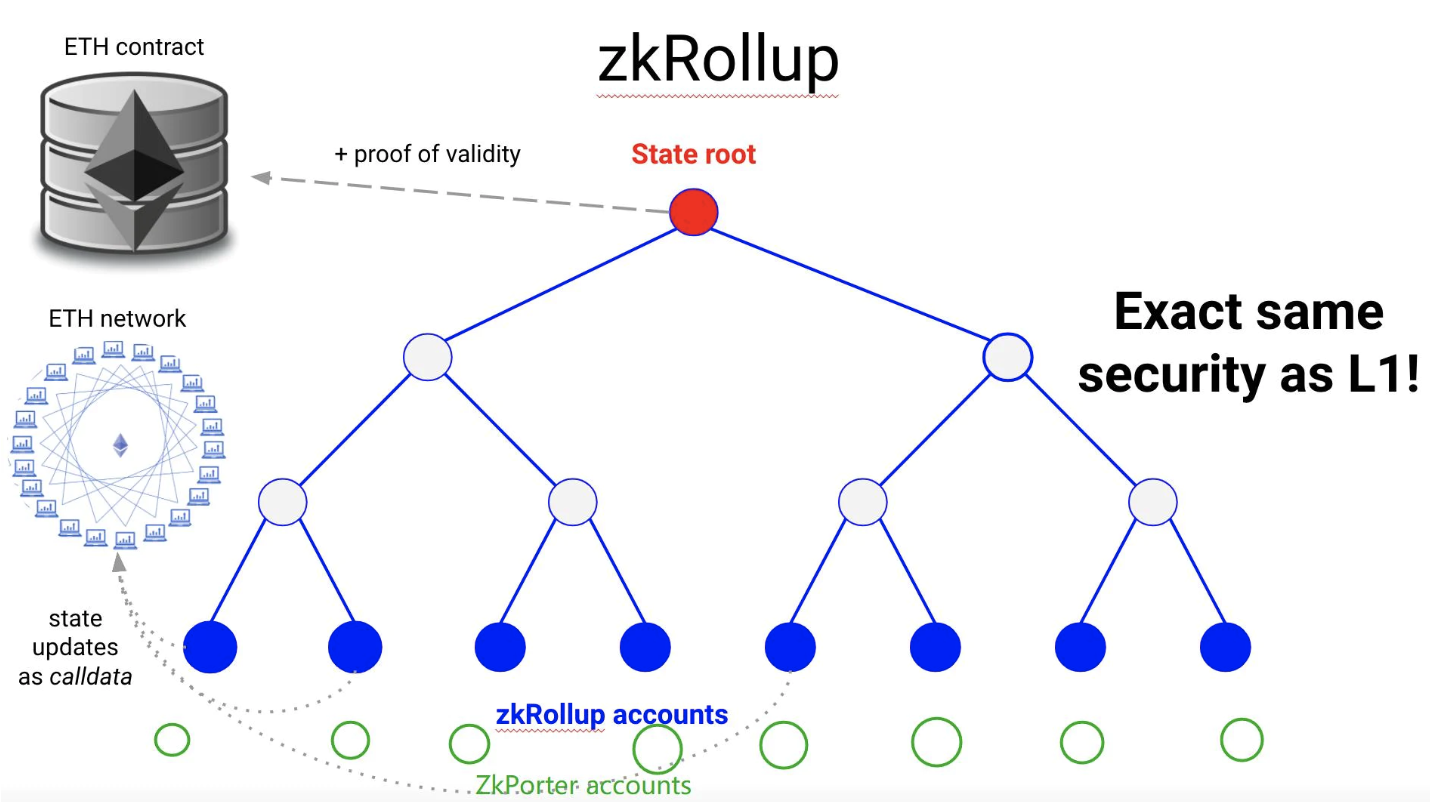 ETH contract
zkRollup
+ proof of validity
State root
Exact same
security as L1!
ETH network
state
updates
as calldata
zkRollup accounts
ZkPorter accounts